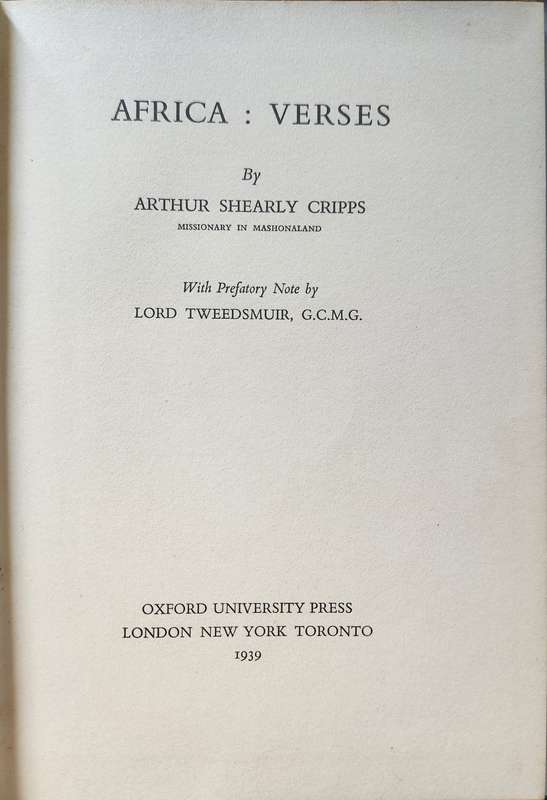 AFRICA : VERSES
By
ARTHUR SHEARLY CRIPPS
MISSIONARY IN MASHONALAND
With Prefatory Note by
LORD TWEEDSMUIR, G.C.M.G.
OXFORD UNIVERSITY PRESS
LONDON NEW YORK TORONTO
1939